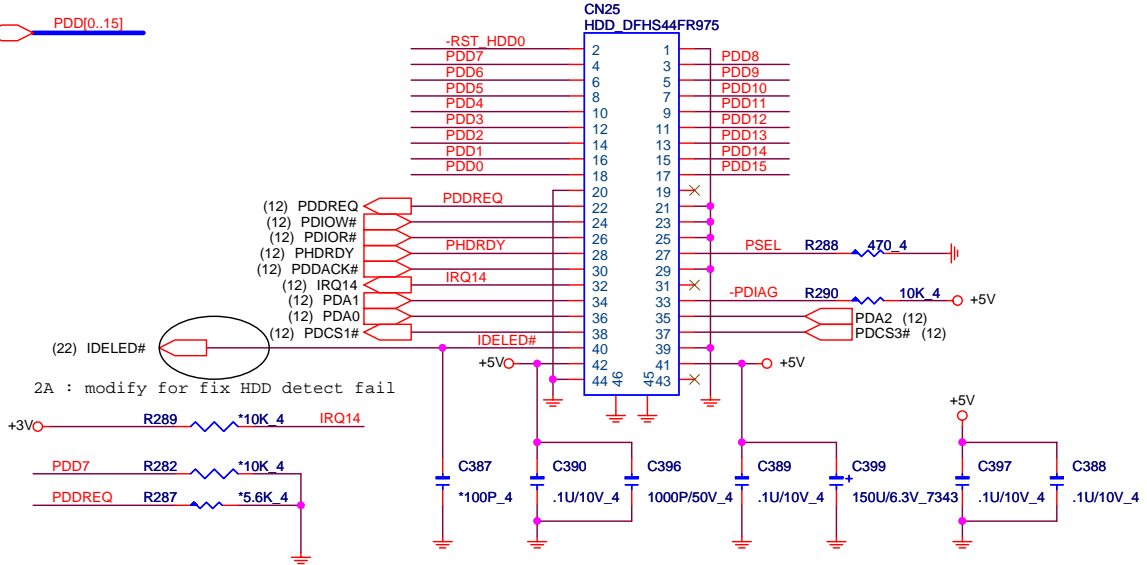 PDD[0..15]
CN25
HDD_DFHS44FR975
-RST_HDD0 2 1
PDD7 4 3 PDD8
PDD6 6 5 PDD9
PDD5 8 7 PDD10
PDD4 10 9 PDD11
PDD3 12 11 PDD12
PDD2 14 13 PDD13
PDD1 16 15 PDD14
PDD0 18 17 PDD15
20 19
(12) PDDREQ PDDREQ 22 21
(12) PDIOW# 24 23
(12) PDIOR# 26 25
(12) PHDRDY PHDRDY 28 27 PSEL R288 470_4
(12) PDDACK# 30 29
(12) IRQ14 IRQ14 32 31
(12) PDA1 34 33 -PDIAG R290 10K_4 +5V
(12) PDA0 36 35 PDA2 (12)
(12) PDCS1# 38 37 PDCS3# (12)
(22) IDELED# IDELED# 40 39
+5V 42 41 +5V
44 46 45 43
2A : modify for fix HDD detect fail
+3V R289 *10K_4 IRQ14
+5V
PDD7 R282 *10K_4
PDDREQ R287 *5.6K_4
C387 C390 C396 C389 C399 C397 C388
*100P_4 .1U/10V_4 1000P/50V_4 .1U/10V_4 + 150U/6.3V_7343 .1U/10V_4 .1U/10V_4